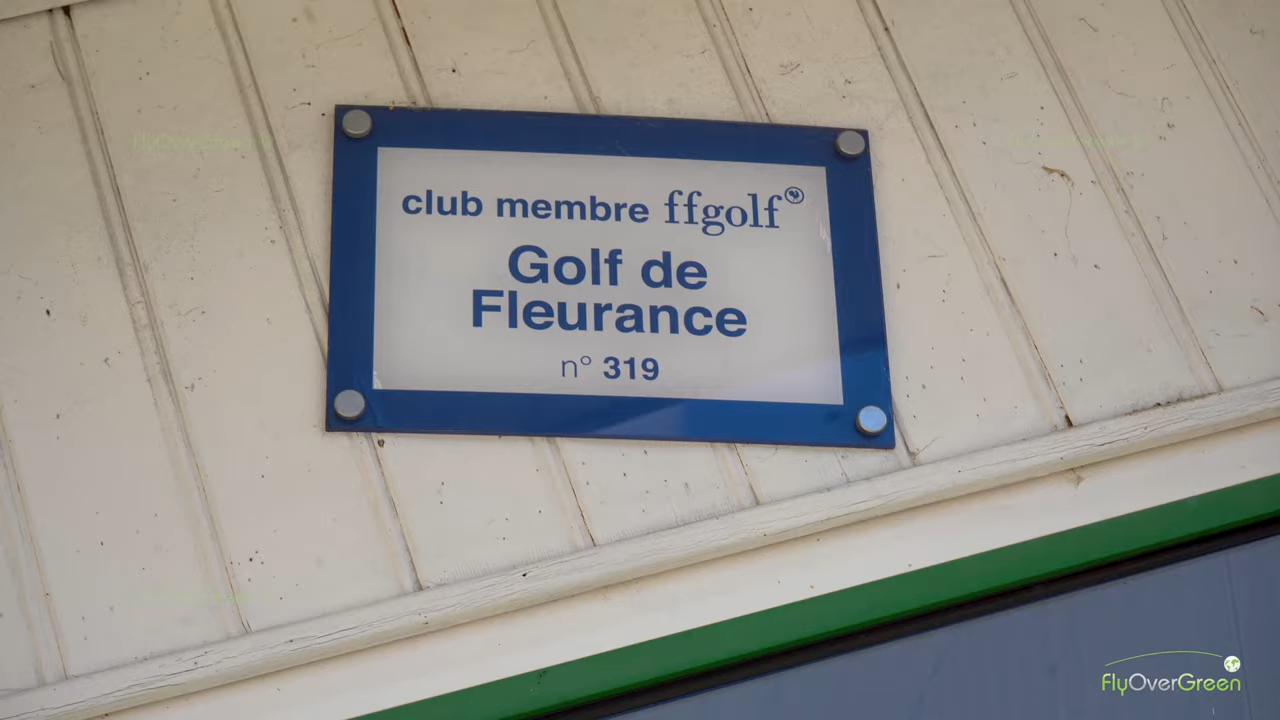 club membre ffgolf®
Golf de
Fleurance
n° 319
FlyOverGreen